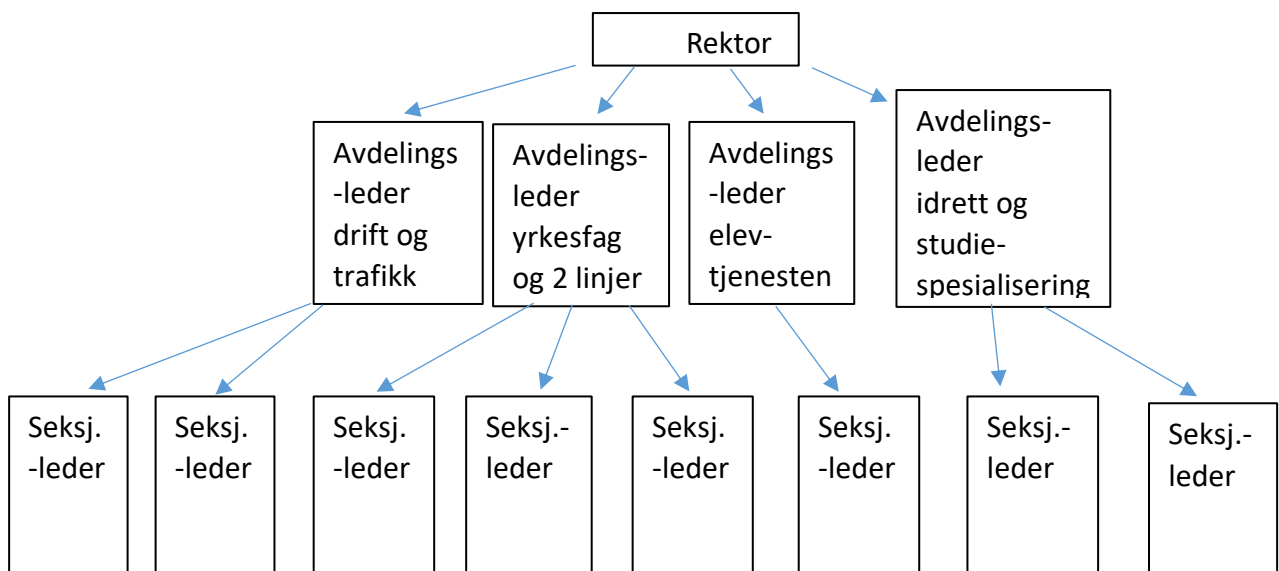 Rektor
Avdelings
-leder
drift og
trafikk
Avdelings-
leder
yrkesfag
og 2 linjer
Avdelings
-leder
elev-
tjenesten
Avdelings-
leder
idrett og
studie-
spesialisering
Seksj.
-leder
Seksj.
-leder
Seksj.
-leder
Seksj.-
leder
Seksj.
-leder
Seksj.
-leder
Seksj.-
leder
Seksj.-
leder